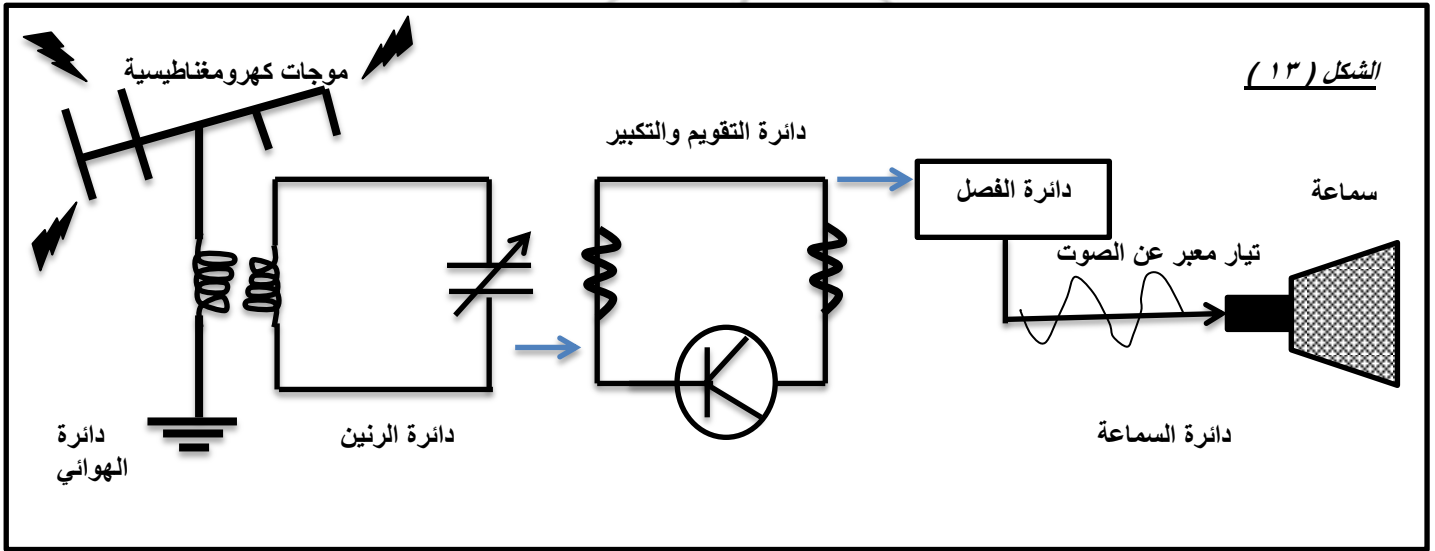 الشكل ( ١٣ )
موجات كهرومغناطيسية
دائرة التقويم والتكبير
دائرة الفصل
سماعة
تيار معبر عن الصوت
دائرة السماعة
دائرة الرنين
دائرة
الهوائي